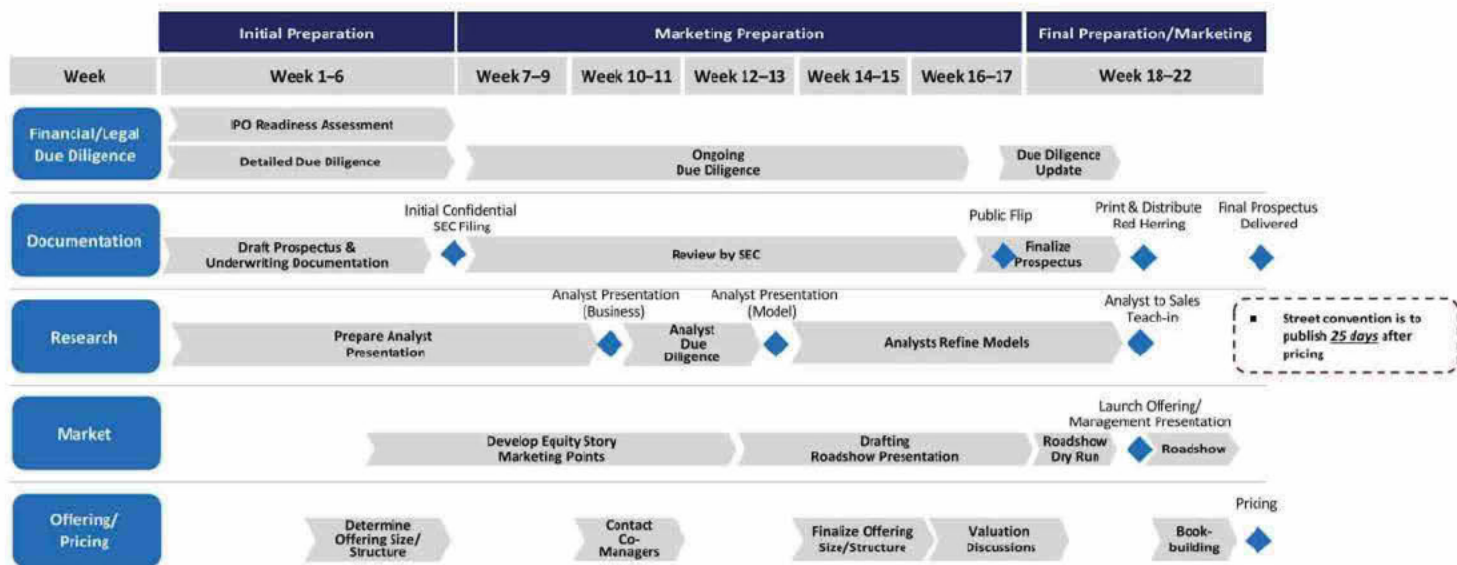 Initial Preparation
Marketing Preparation
Final Preparation/Marketing
Week
Week 1–6
Week 7–9
Week 10–11
Week 12–13
Week 14–15
Week 16–17
Week 18–22
Financial/Legal
Due Diligence
IPO Readiness Assessment
Detailed Due Diligence
Ongoing
Due Diligence
Due Diligence
Update
Documentation
Draft Prospectus &
Underwriting Documentation
Initial Confidential
SEC Filing
Review by SEC
Public Flip
Finalize
Prospectus
Print & Distribute
Red Herring
Final Prospectus
Delivered
Research
Prepare Analyst
Presentation
Analyst Presentation
(Business)
Analyst
Due
Diligence
Analyst Presentation
(Model)
Analysts Refine Models
Analyst to Sales
Teach-in
▪ Street convention is to
publish 25 days after
pricing
Market
Develop Equity Story
Marketing Points
Drafting
Roadshow Presentation
Roadshow
Dry Run
Launch Offering/
Management Presentation
Roadshow
Offering/
Pricing
Determine
Offering Size/
Structure
Contact
Co-
Managers
Finalize Offering
Size/Structure
Valuation
Discussions
Book-
building
Pricing